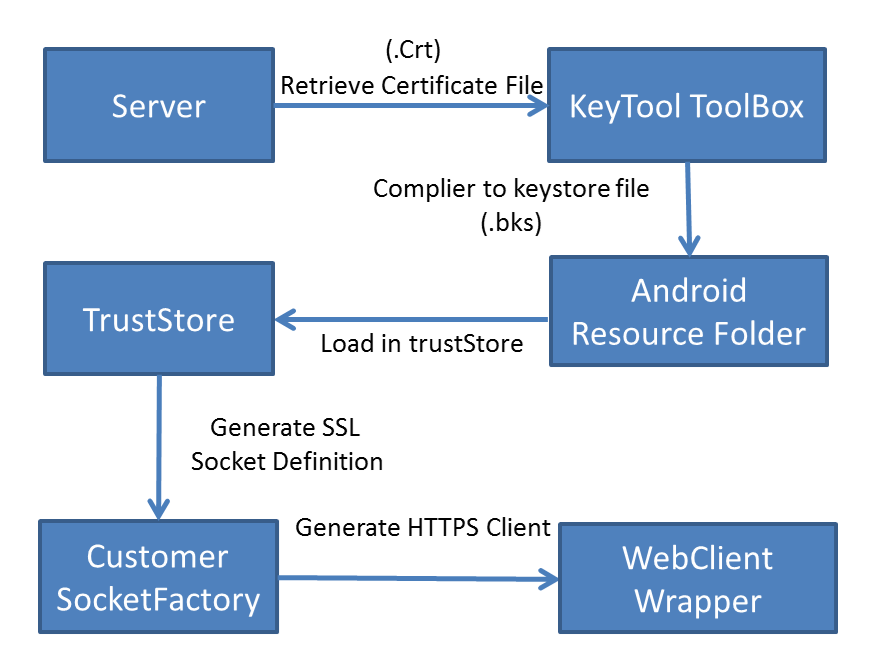 (.Crt)
Server
Retrieve Certificate File
KeyTool ToolBox
Complier to keystore file
(.bks)
Android
Resource Folder
TrustStore
Load in trustStore
Generate SSL
Socket Definition
Generate HTTPS Client
Customer
SocketFactory
WebClient
Wrapper